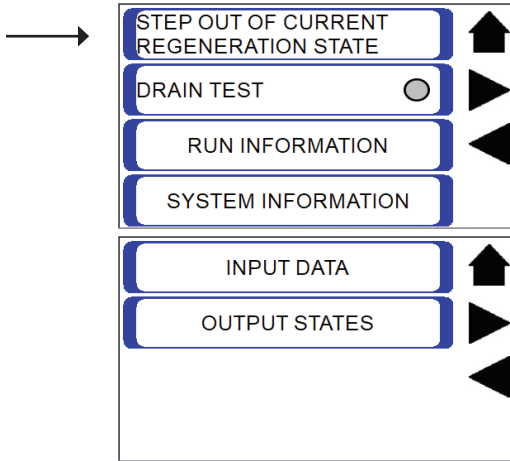 STEP OUT OF CURRENT
REGENERATION STATE
DRAIN TEST
RUN INFORMATION
SYSTEM INFORMATION
INPUT DATA
OUTPUT STATES